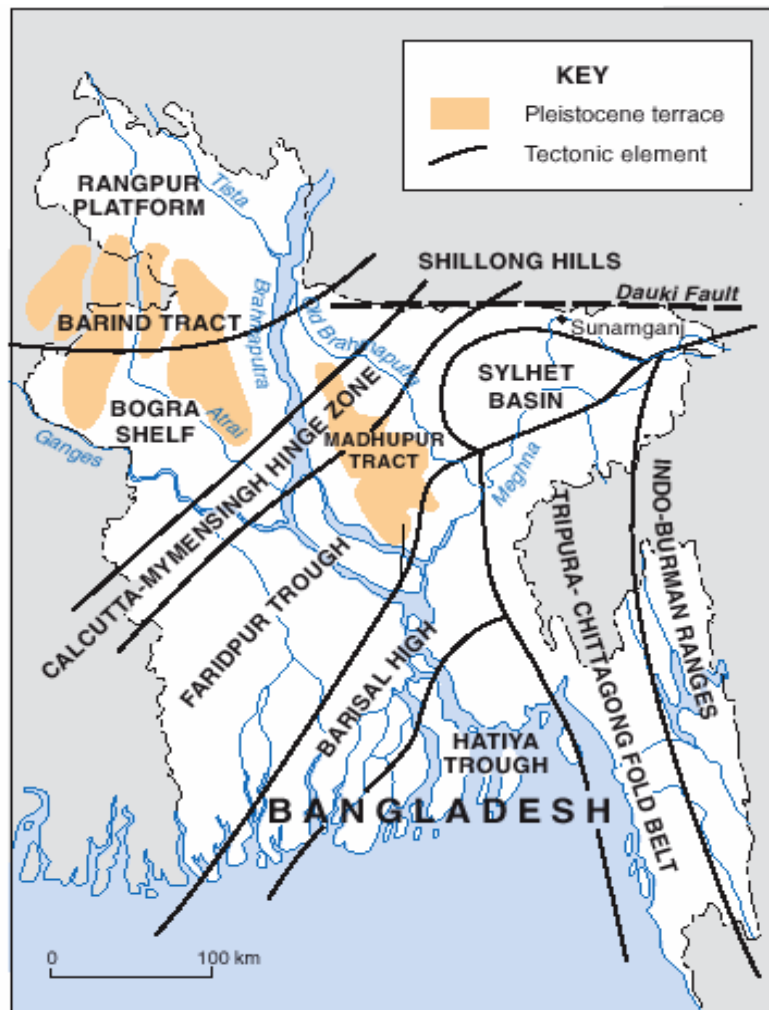 KEY
Pleistocene terrace
Tectonic element
RANGPUR
PLATFORM
Tista
SHILLONG HILLS
Dauki Fault
BARIND TRACT
Brahmaputra
Old Brahmaputra
Sunamganj
SYLHET
BASIN
BOGRA
SHELF
Atrai
Ganges
MADHUPUR
TRACT
Meghna
CALCUTTA-MYMENSINGH HINGE ZONE
FARIDPUR TROUGH
BARISAL HIGH
TRIPURA- CHITTAGONG FOLD BELT
INDO-BURMAN RANGES
HATIYA
TROUGH
BANGLADESH
0 100 km